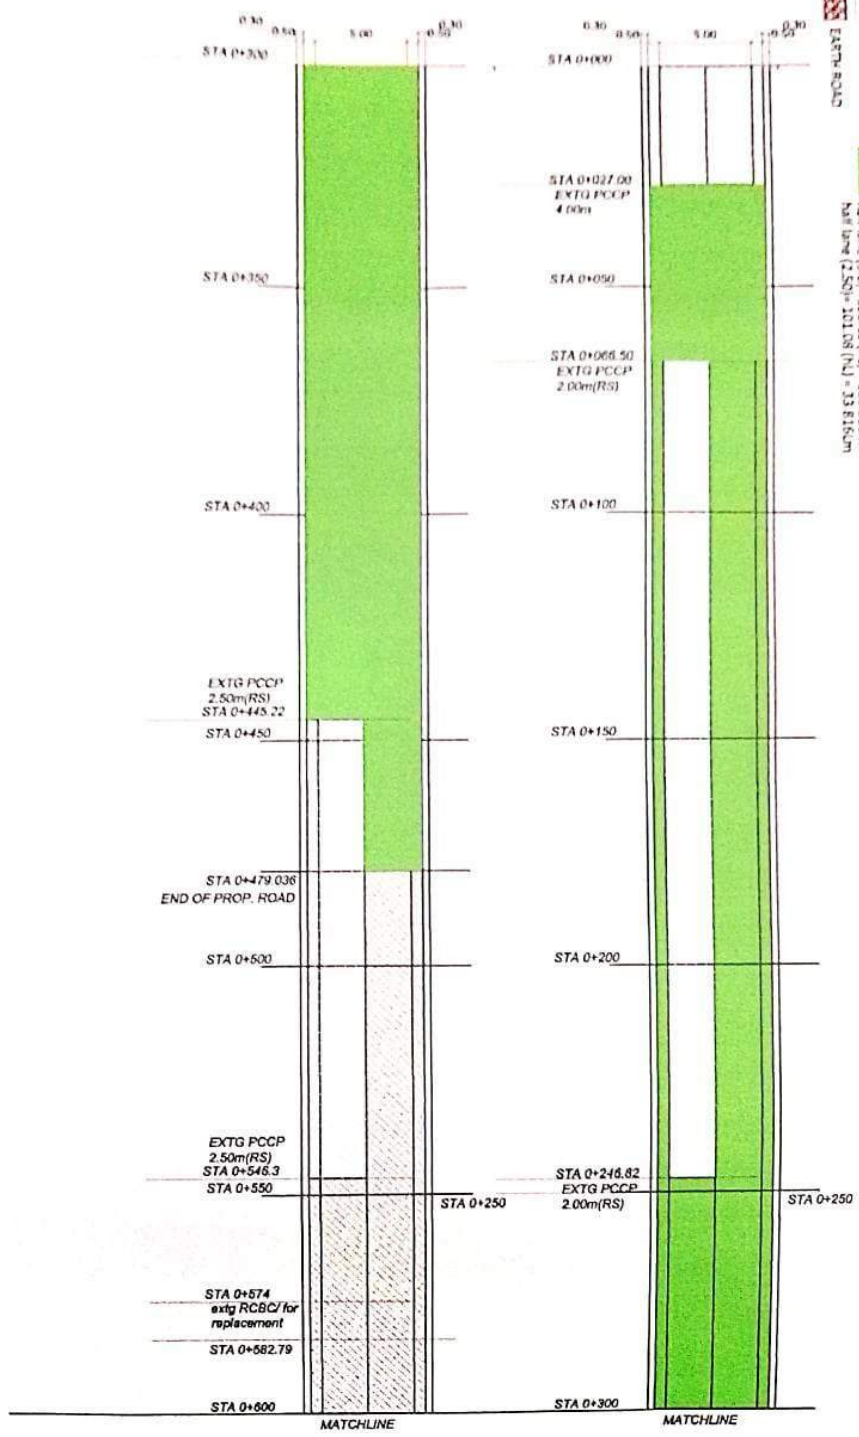 0.30
0.50
5.00
0.30
0.50
STA 0+300
STA 0+350
STA 0+400
EXTG PCCP
2.50m(RS)
STA 0+445.22
STA 0+450
STA 0+479.036
END OF PROP. ROAD
STA 0+500
EXTG PCCP
2.50m(RS)
STA 0+546.3
STA 0+550
STA 0+250
STA 0+574
extg RCBC/ for
replacement
STA 0+582.79
STA 0+600
MATCHLINE
0.30
0.50
5.00
0.30
0.50
STA 0+000
STA 0+027.00
EXTG PCCP
4.00m
STA 0+050
STA 0+066.50
EXTG PCCP
2.00m(RS)
STA 0+100
STA 0+150
STA 0+200
STA 0+246.82
EXTG PCCP
2.00m(RS)
STA 0+250
STA 0+300
MATCHLINE
EARTH ROAD
half lane (2.50)= 101.08 (HL) - 33.816Lm